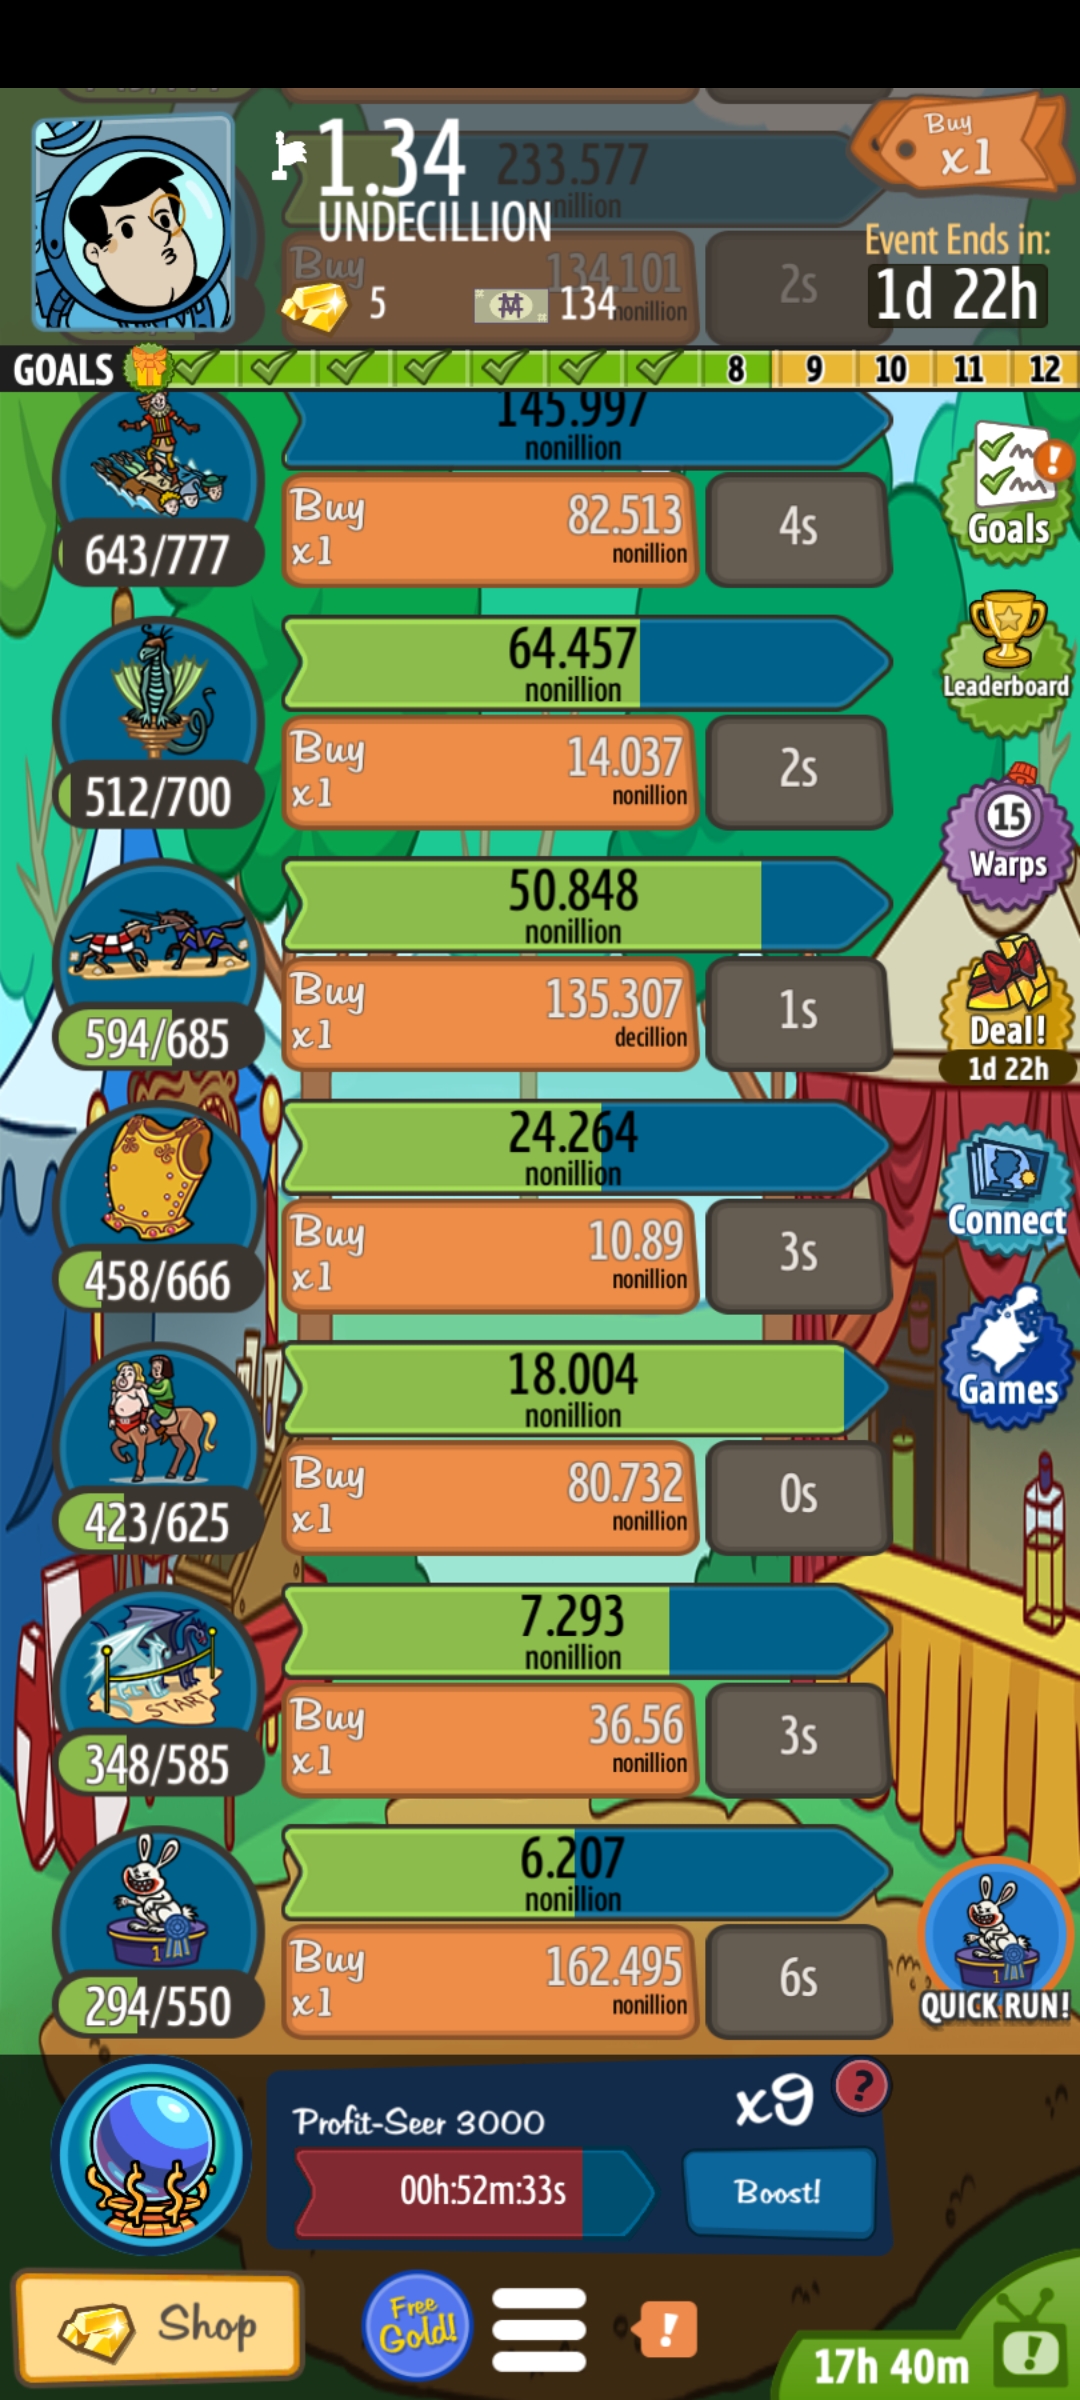 1.34
UNDECILLION
233.577
nonillion
Buy
x1
Event Ends in:
1d 22h
Buy
134.101
nonillion
2s
5
134
GOALS
8
9
10
11
12
145.997
nonillion
643/777
Buy
x1
82.513
nonillion
4s
Goals
64.457
nonillion
512/700
Buy
x1
14.037
nonillion
2s
Leaderboard
15
Warps
50.848
nonillion
594/685
Buy
x1
135.307
decillion
1s
Deal!
1d 22h
24.264
nonillion
458/666
Buy
x1
10.89
nonillion
3s
Connect
18.004
nonillion
423/625
Buy
x1
80.732
nonillion
0s
Games
7.293
nonillion
START
348/585
Buy
x1
36.56
nonillion
3s
6.207
nonillion
1
294/550
Buy
x1
162.495
nonillion
6s
1
QUICK RUN!
Profit-Seer 3000
x9
?
00h:52m:33s
Boost!
Shop
Free
Gold!
!
17h 40m
!